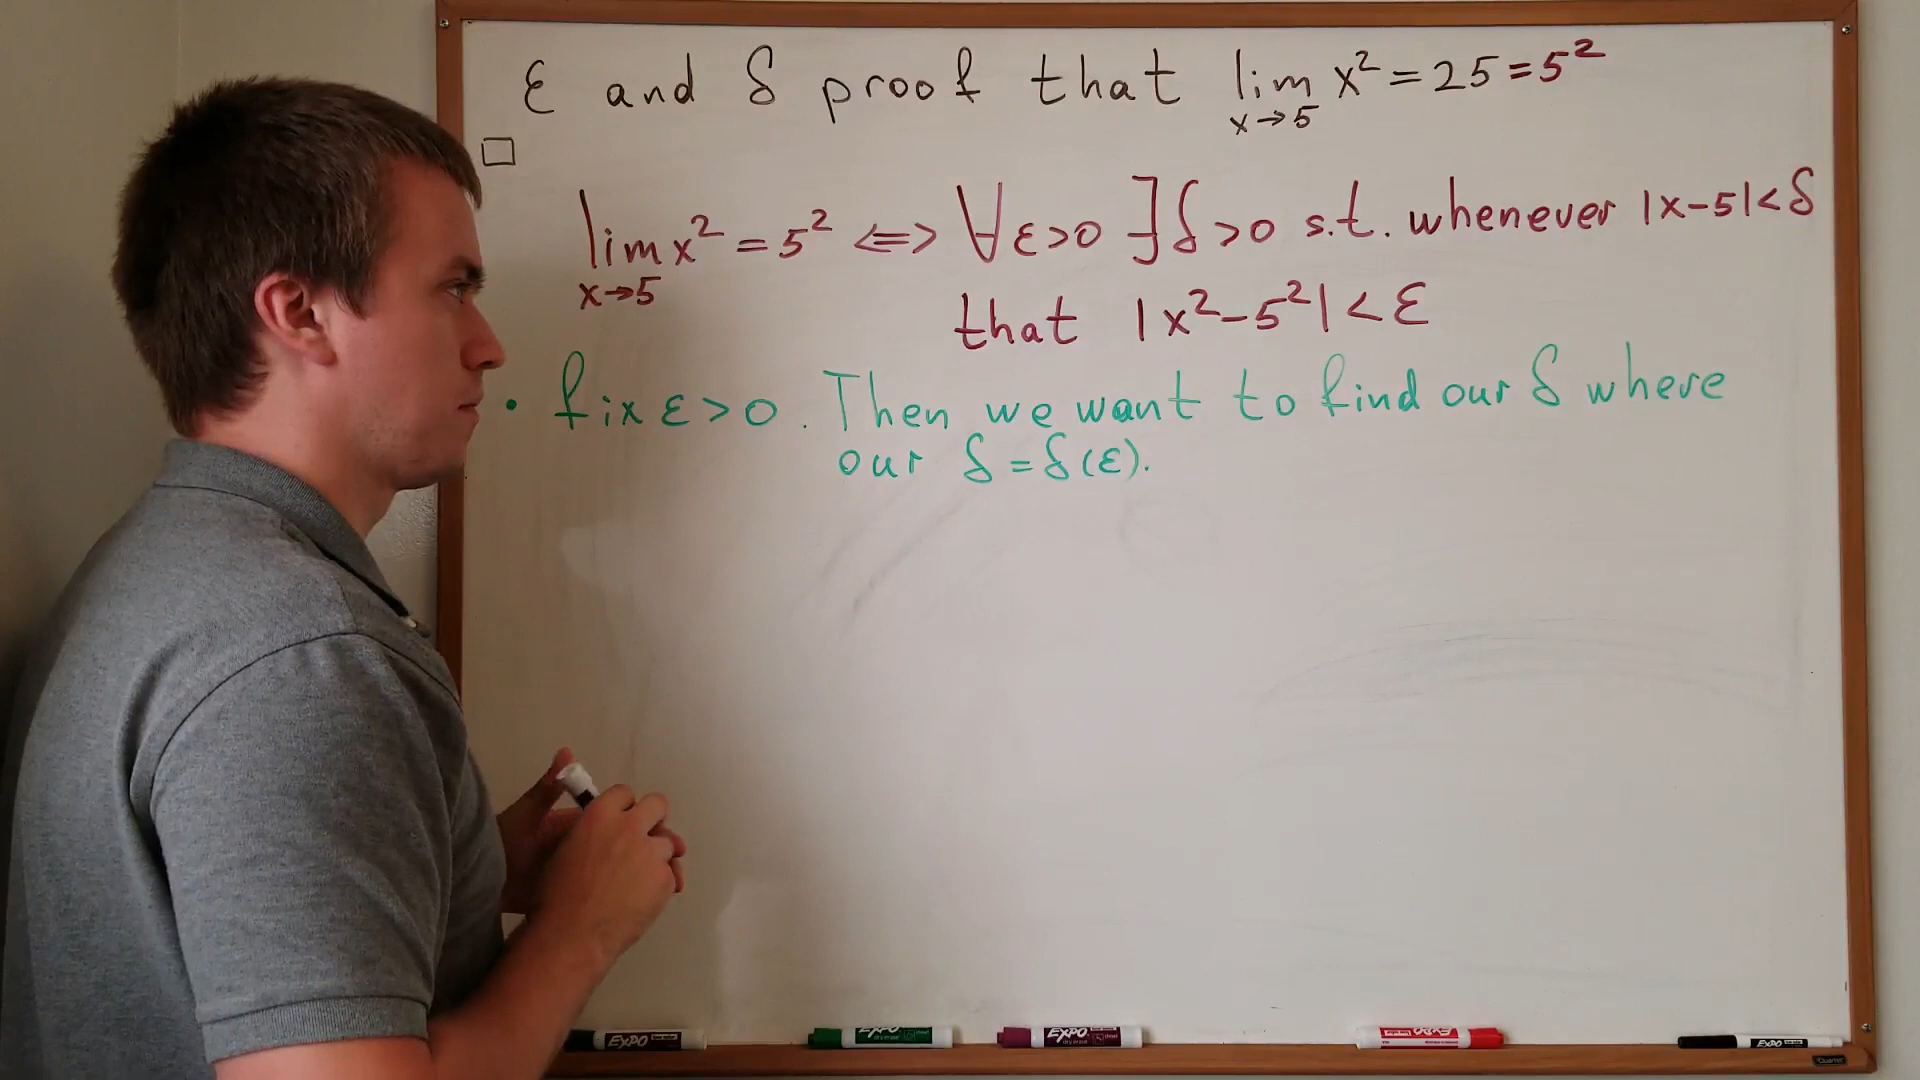 ε and δ proof that lim x² = 25 = 5²
x→5
lim x² = 5² ⇔ ∀ε>0 ∃δ>0 s.t. whenever |x-5|<δ
x→5
that |x²-5²| < ε
• fix ε>0. Then we want to find our δ where
our δ = δ(ε).
EXPO
EXPO
EXPO
EXPO
EXPO
Quartet